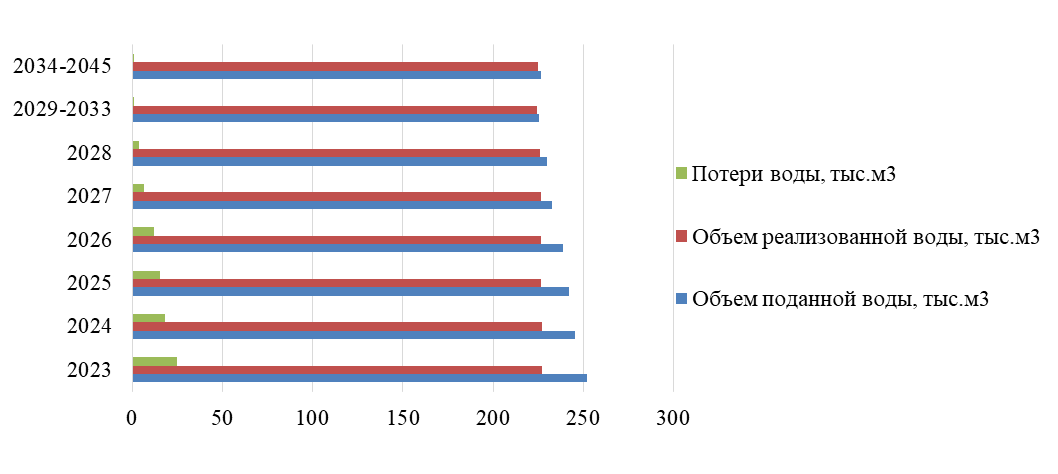 2034-2045
2029-2033
2028
2027
2026
2025
2024
2023
0 50 100 150 200 250 300
Потери воды, тыс.м3
Объем реализованной воды, тыс.м3
Объем поданной воды, тыс.м3